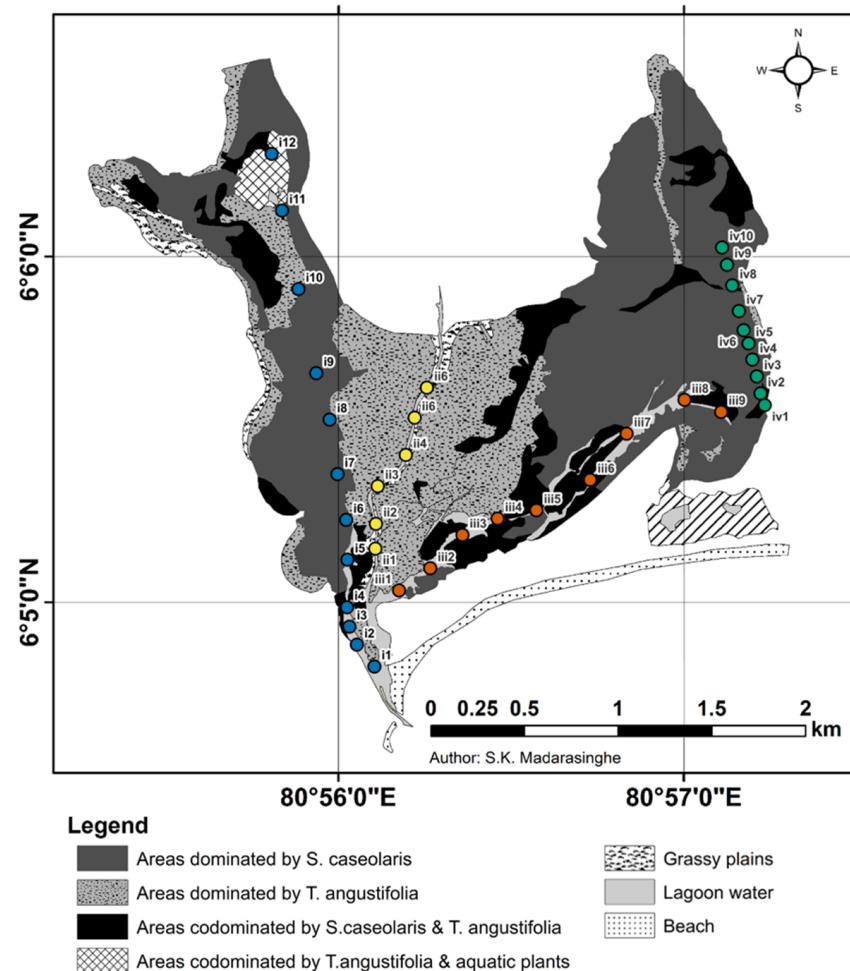 N
W E
S
i12
i11
6°6'0"N
iv10
iv9
iv8
i10
iv7
iv5
iv6
iv4
i9
iv3
ii6
iii8
iv2
i8
ii6
iii9
iv1
iii7
ii4
i7
ii3
iii6
i6
ii2
iii4
iii5
iii3
i5
ii1
iii2
iii1
6°5'0"N
i4
i3
i2
i1
0 0.25 0.5 1 1.5 2
km
Author: S.K. Madarasinghe
80°56'0"E 80°57'0"E
Legend
Areas dominated by S. caseolaris
Areas dominated by T. angustifolia
Areas codominated by S.caseolaris & T. angustifolia
Areas codominated by T.angustifolia & aquatic plants
Grassy plains
Lagoon water
Beach